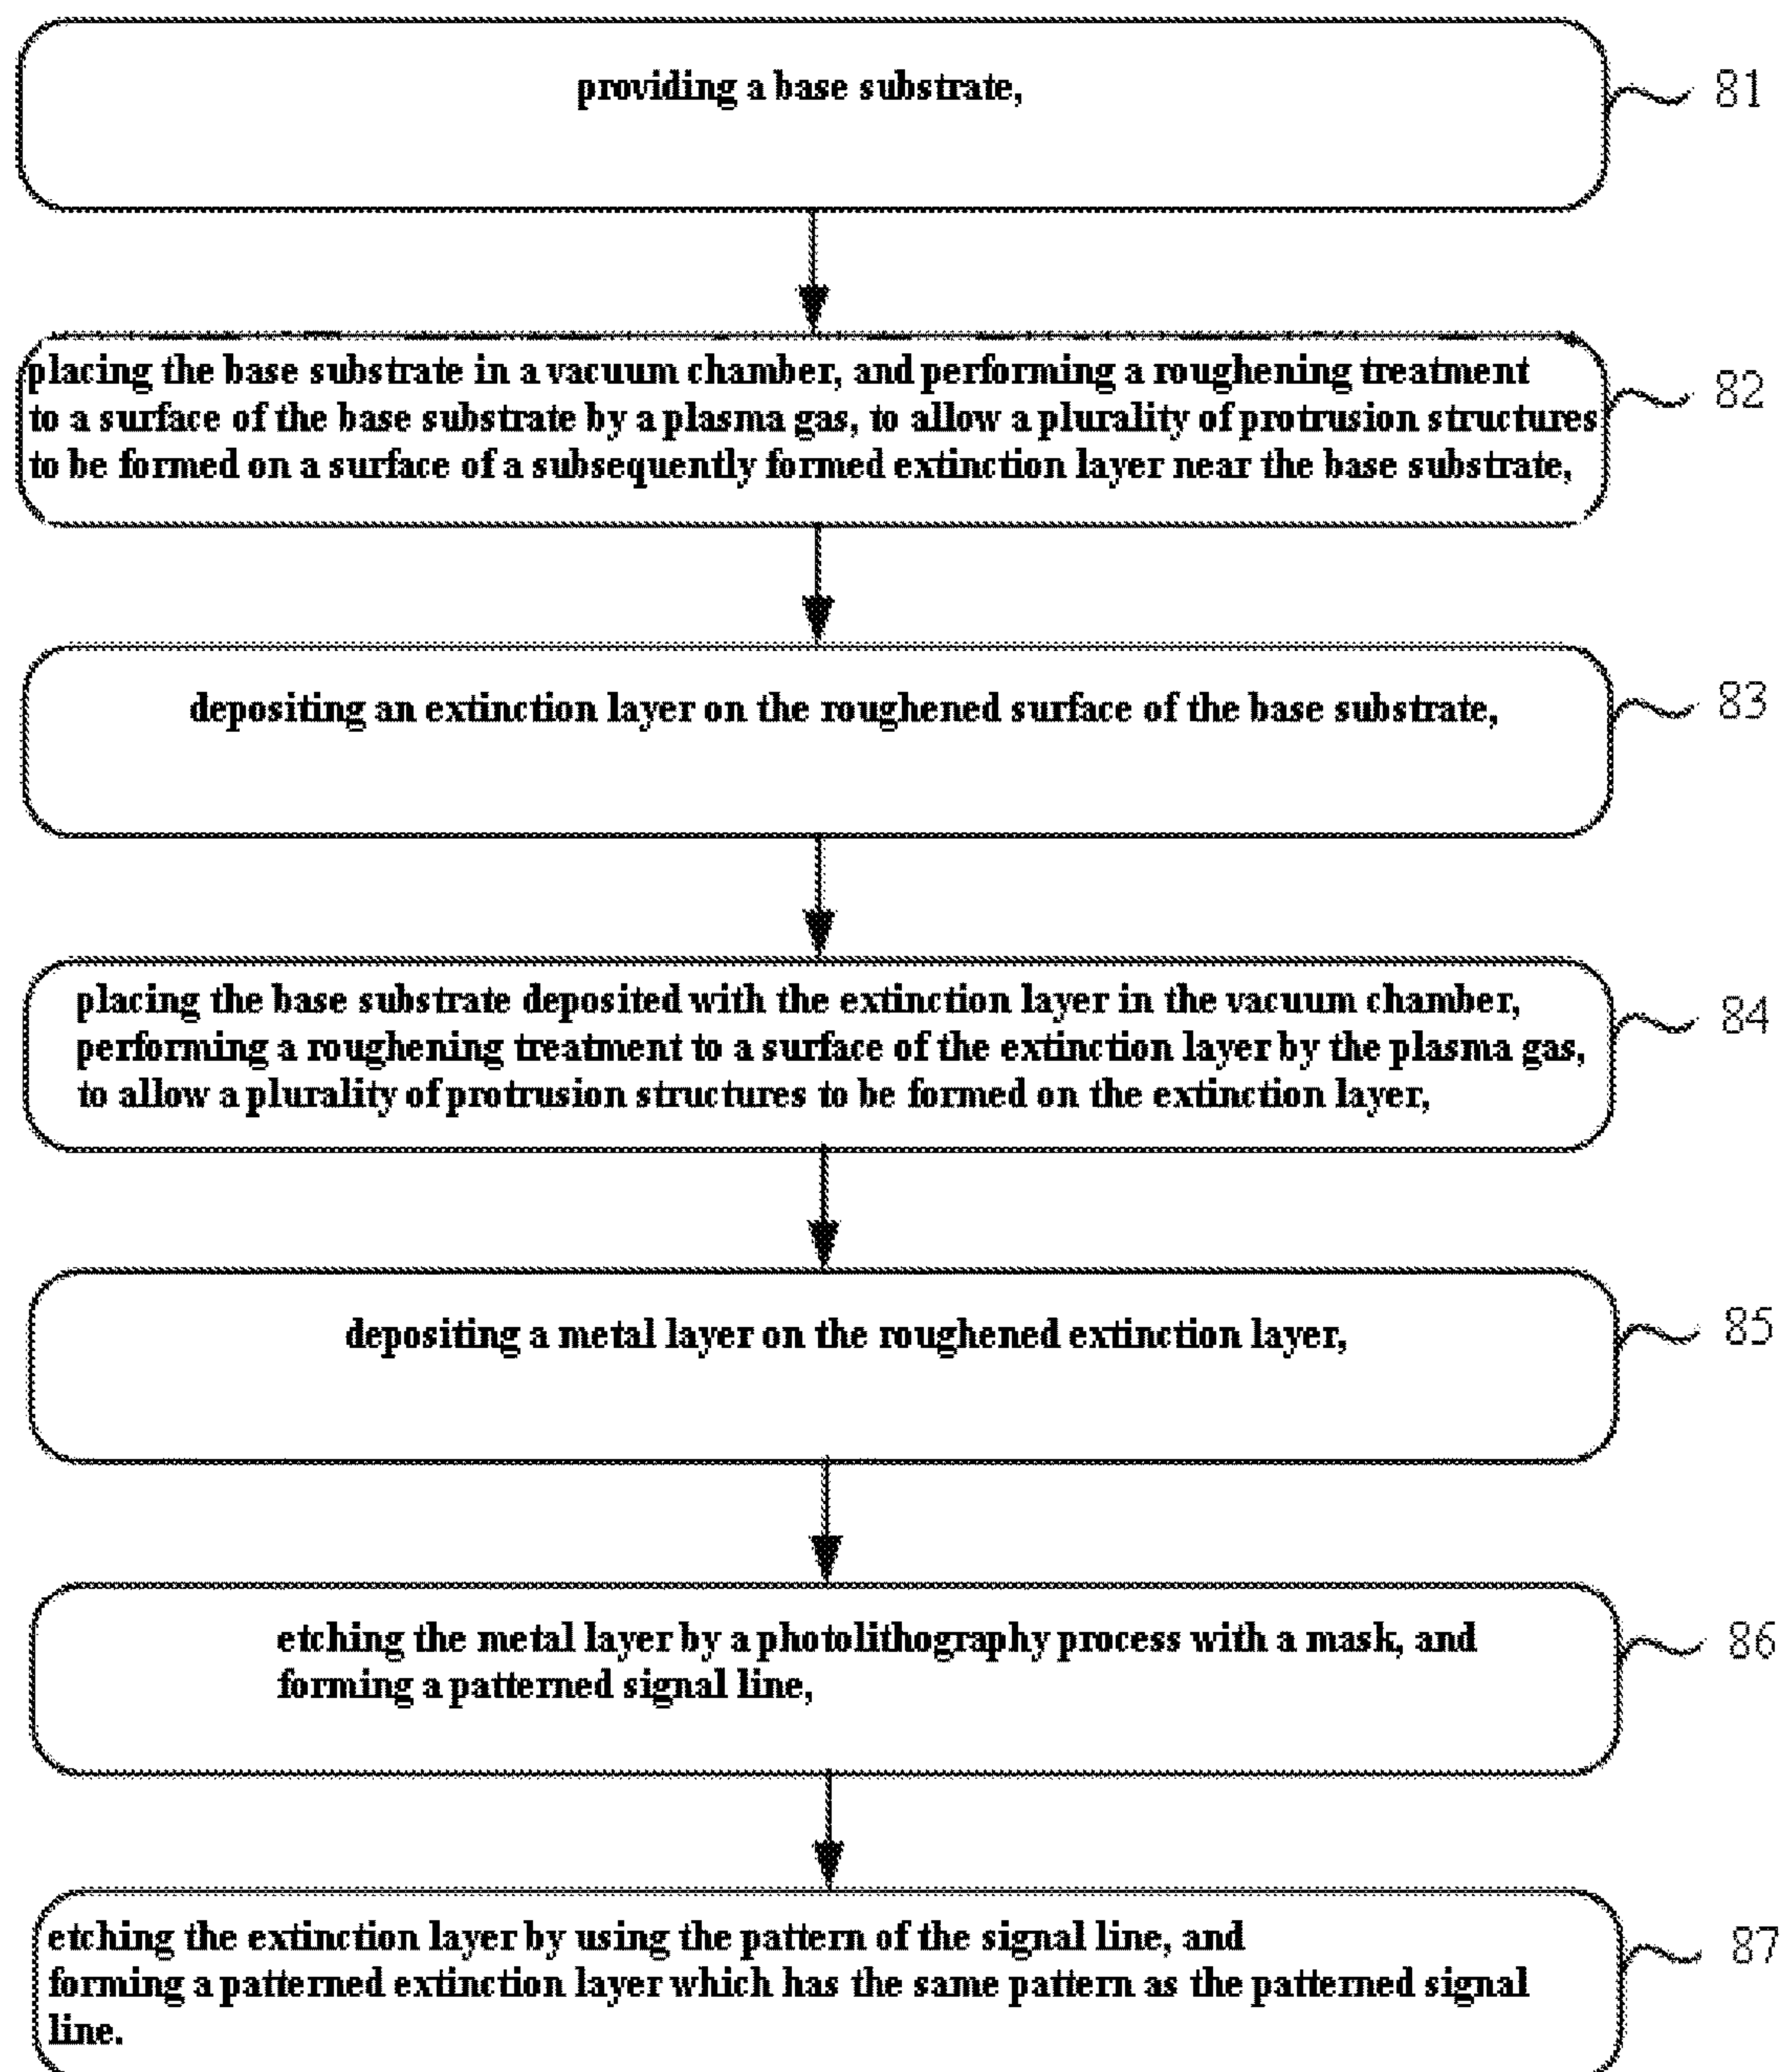 providing a base substrate,
81
placing the base substrate in a vacuum chamber, and performing a roughening treatment
to a surface of the base substrate by a plasma gas, to allow a plurality of protrusion structures
to be formed on a surface of a subsequently formed extinction layer near the base substrate,
82
depositing an extinction layer on the roughened surface of the base substrate,
83
placing the base substrate deposited with the extinction layer in the vacuum chamber,
performing a roughening treatment to a surface of the extinction layer by the plasma gas,
to allow a plurality of protrusion structures to be formed on the extinction layer,
84
depositing a metal layer on the roughened extinction layer,
85
etching the metal layer by a photolithography process with a mask, and
forming a patterned signal line,
86
etching the extinction layer by using the pattern of the signal line, and
forming a patterned extinction layer which has the same pattern as the patterned signal
line.
87